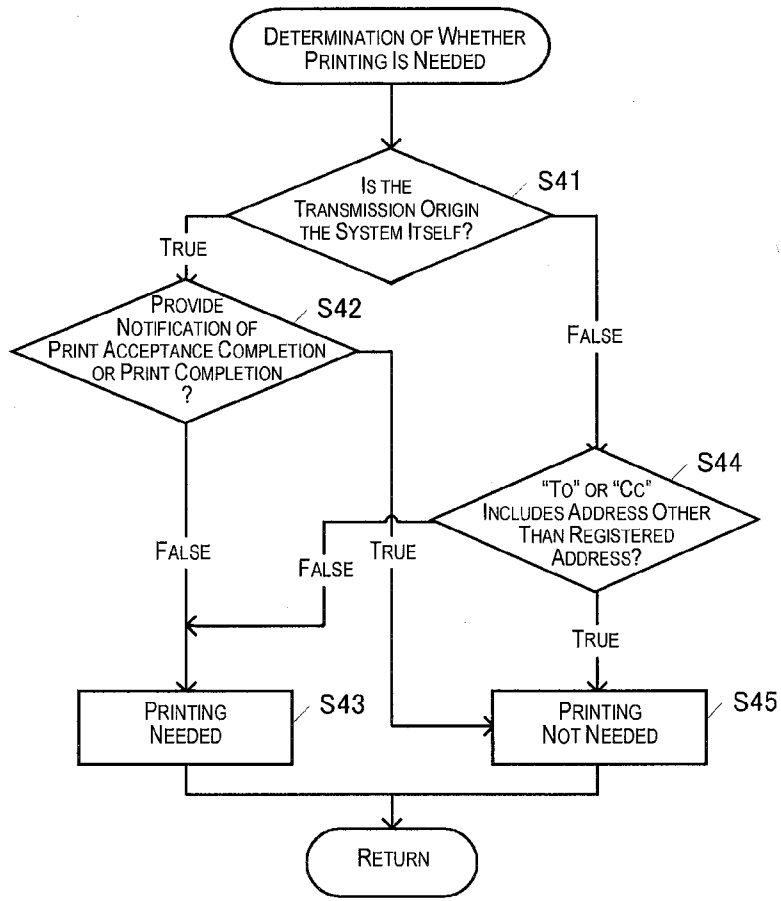 DETERMINATION OF WHETHER
PRINTING IS NEEDED
IS THE
TRANSMISSION ORIGIN
THE SYSTEM ITSELF?
S41
TRUE
FALSE
PROVIDE
NOTIFICATION OF
PRINT ACCEPTANCE COMPLETION
OR PRINT COMPLETION
?
S42
"TO" OR "CC"
INCLUDES ADDRESS OTHER
THAN REGISTERED
ADDRESS?
S44
FALSE
TRUE
FALSE
TRUE
PRINTING
NEEDED
S43
PRINTING
NOT NEEDED
S45
RETURN